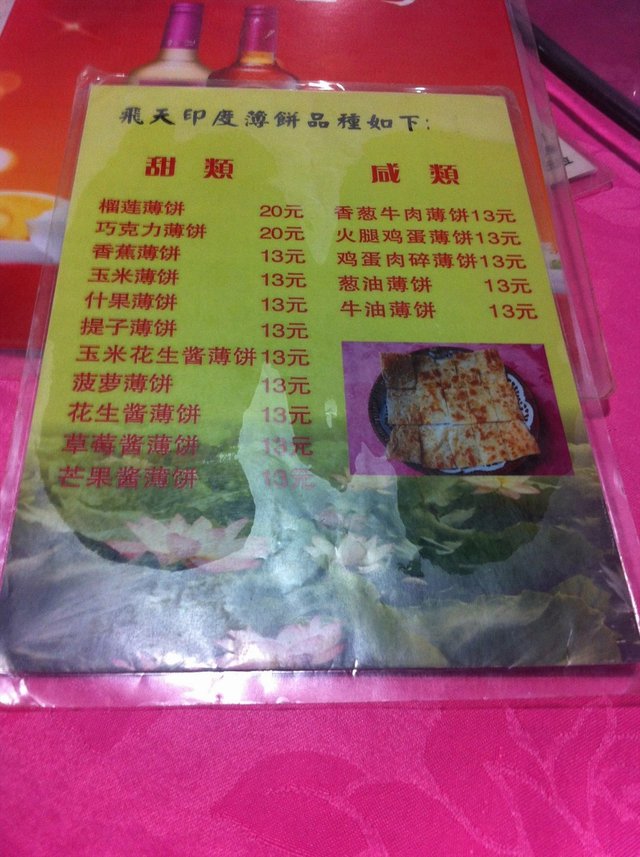 飛天印度薄餅品種如下:
甜類
榴莲薄饼 20元
巧克力薄饼 20元
香蕉薄饼 13元
玉米薄饼 13元
什果薄饼 13元
提子薄饼 13元
玉米花生酱薄饼 13元
菠萝薄饼 13元
花生酱薄饼 13元
草莓酱薄饼 13元
芒果酱薄饼 13元
咸類
香葱牛肉薄饼 13元
火腿鸡蛋薄饼 13元
鸡蛋肉碎薄饼 13元
葱油薄饼 13元
牛油薄饼 13元